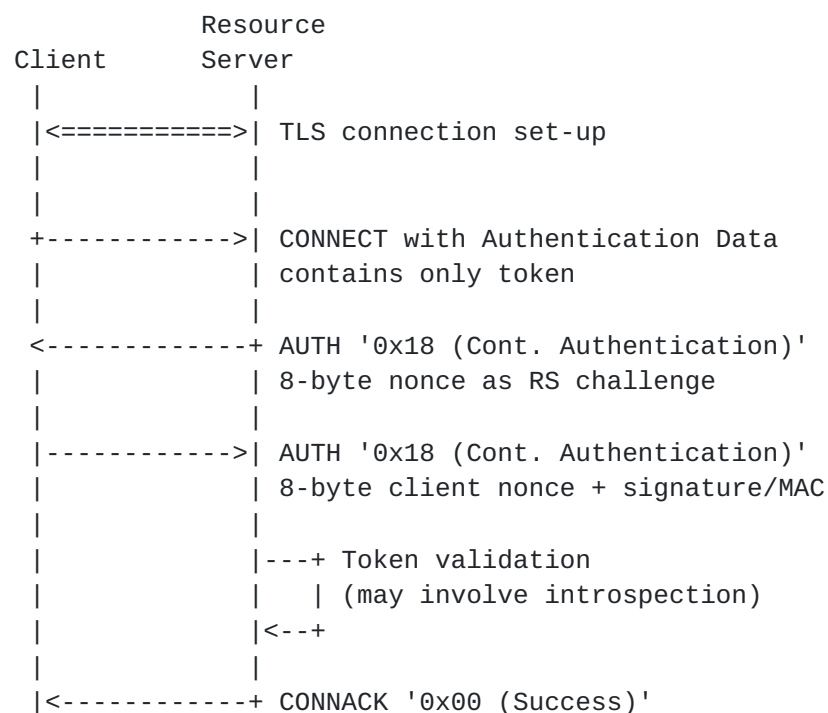 Resource
Client      Server
 |             |
 |<===========>| TLS connection set-up
 |             |
 |             |
 +------------>| CONNECT with Authentication Data
 |             | contains only token
 |             |
 <-------------+ AUTH '0x18 (Cont. Authentication)'
 |             | 8-byte nonce as RS challenge
 |             |
 |------------>| AUTH '0x18 (Cont. Authentication)'
 |             | 8-byte client nonce + signature/MAC
 |             |
 |             |---+ Token validation
 |             |   | (may involve introspection)
 |             |<--+
 |             |
 |<------------+ CONNACK '0x00 (Success)'